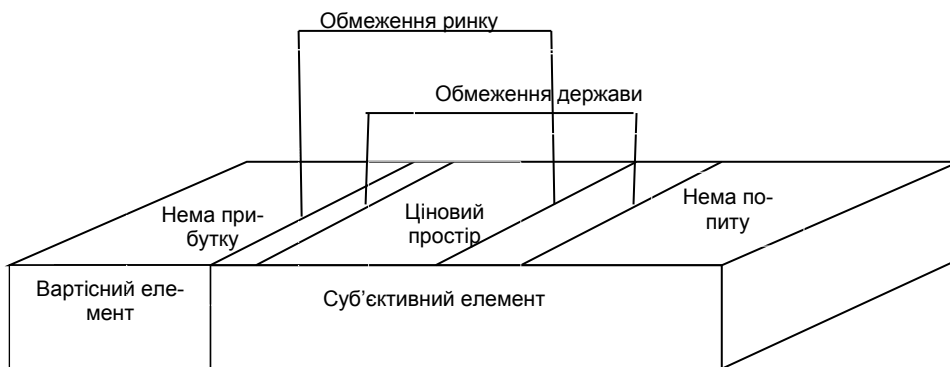 Обмеження ринку
Обмеження держави
Нема при-
бутку
Ціновий
простір
Нема по-
питу
Вартісний еле-
мент
Суб’єктивний елемент